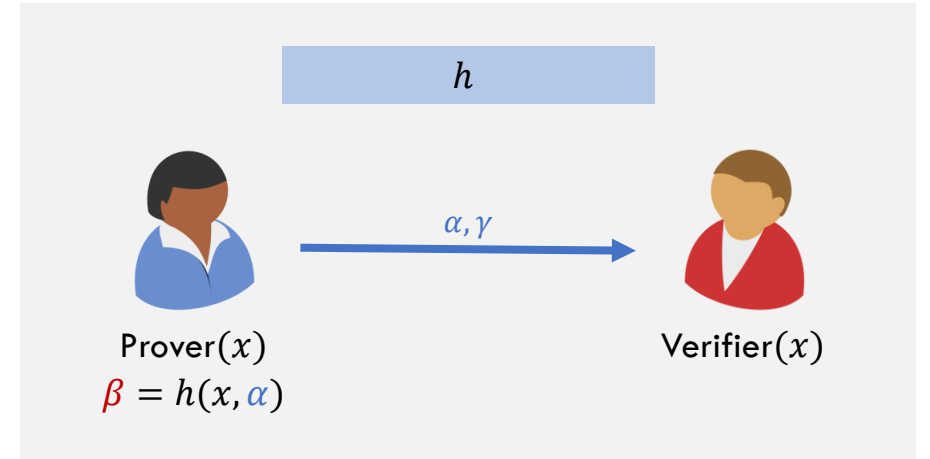 h
α, γ
Prover(x)
Verifier(x)
β = h(x, α)